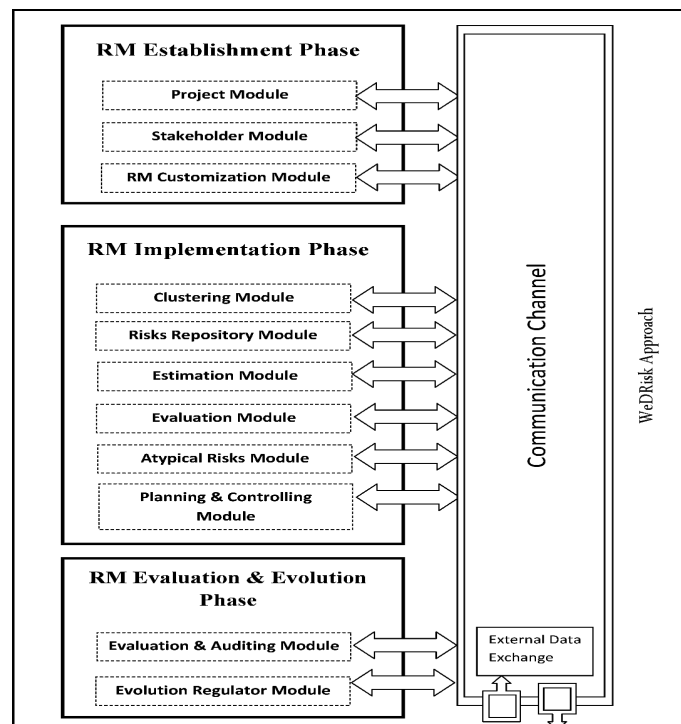 RM Establishment Phase
Project Module
Stakeholder Module
RM Customization Module
RM Implementation Phase
Clustering Module
Risks Repository Module
Estimation Module
Evaluation Module
Atypical Risks Module
Planning & Controlling
Module
RM Evaluation & Evolution
Phase
Evaluation & Auditing Module
Evolution Regulator Module
Communication Channel
External Data
Exchange
WeDRisk Approach